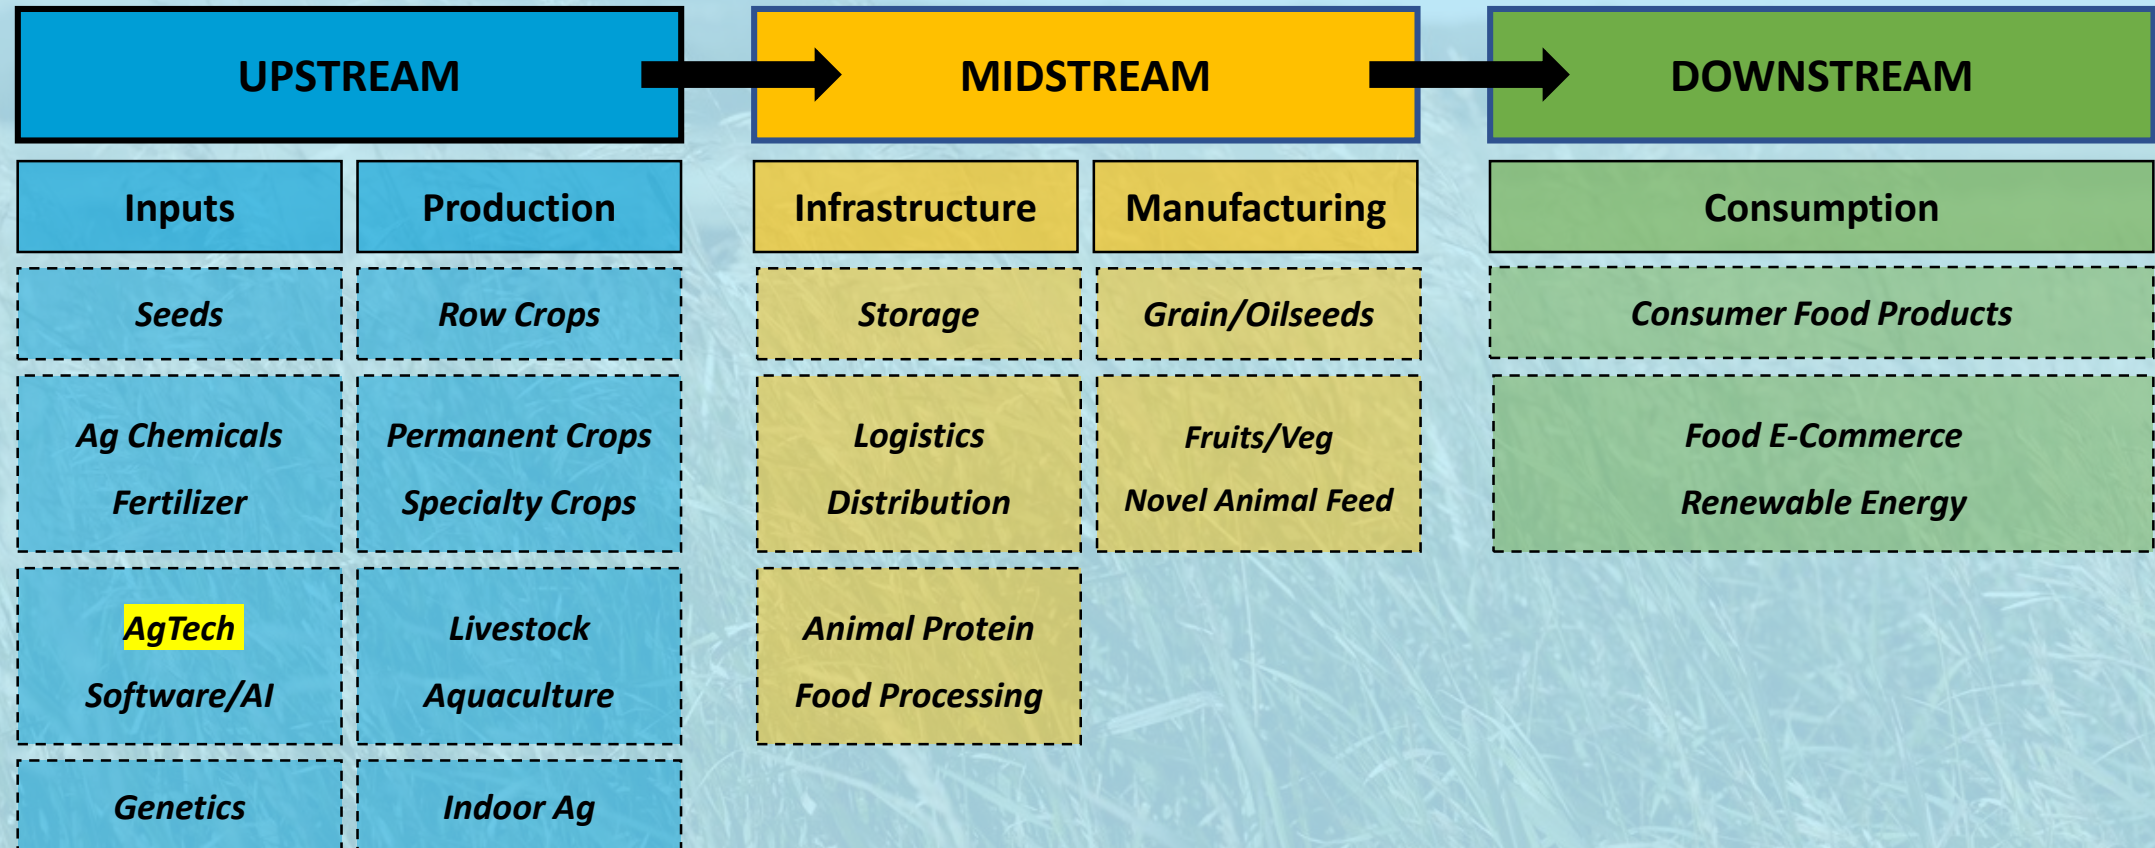 UPSTREAM
MIDSTREAM
DOWNSTREAM
Inputs
Production
Infrastructure
Manufacturing
Consumption
Seeds
Row Crops
Storage
Grain/Oilseeds
Consumer Food Products
Ag Chemicals
Fertilizer
Permanent Crops
Specialty Crops
Logistics
Distribution
Fruits/Veg
Novel Animal Feed
Food E-Commerce
Renewable Energy
AgTech
Software/AI
Livestock
Aquaculture
Animal Protein
Food Processing
Genetics
Indoor Ag